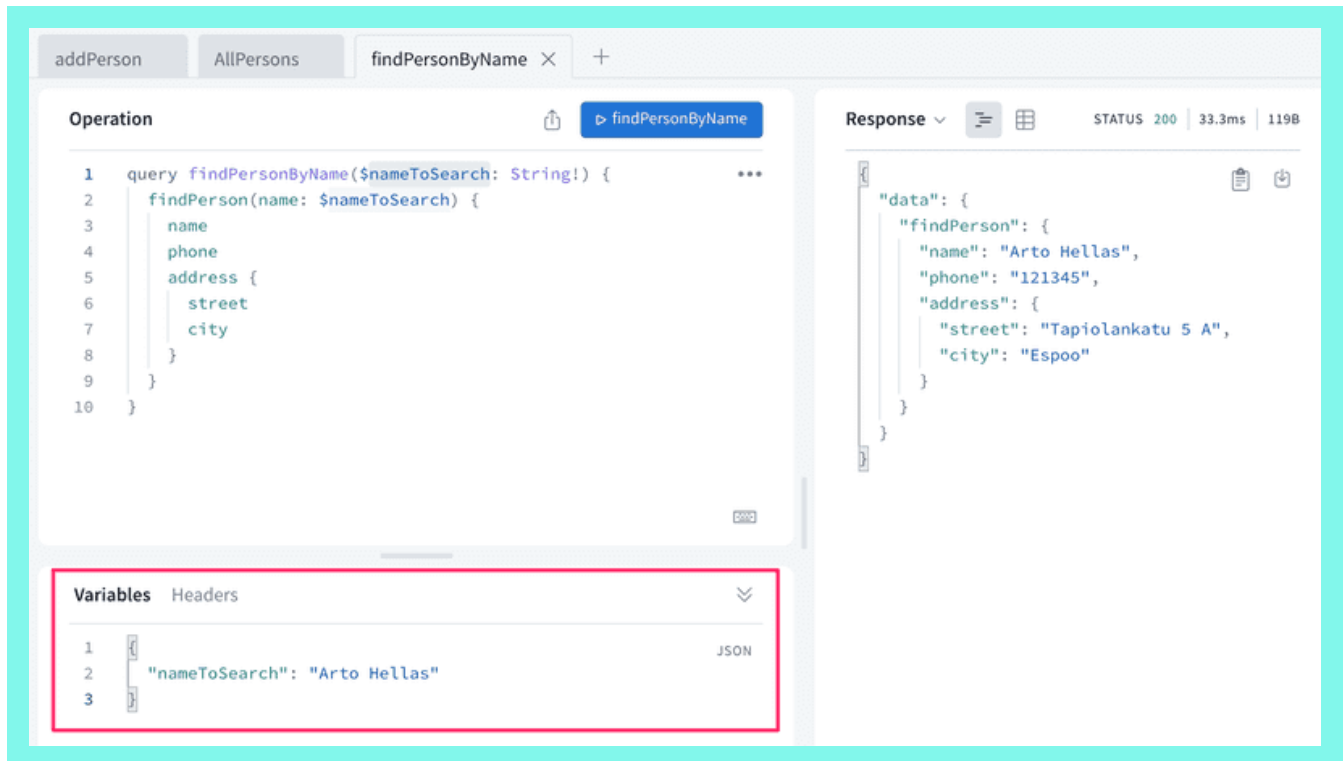 addPerson AllPersons findPersonByName
Operation
findPersonByName
1 query findPersonByName($nameToSearch: String!) {
2 findPerson(name: $nameToSearch) {
3 name
4 phone
5 address {
6 street
7 city
8 }
9 }
10 }
Variables Headers
JSON
1 {
2 "nameToSearch": "Arto Hellas"
3 }
Response STATUS 200 33.3ms 119B
{
"data": {
"findPerson": {
"name": "Arto Hellas",
"phone": "121345",
"address": {
"street": "Tapiolankatu 5 A",
"city": "Espoo"
}
}
}
}